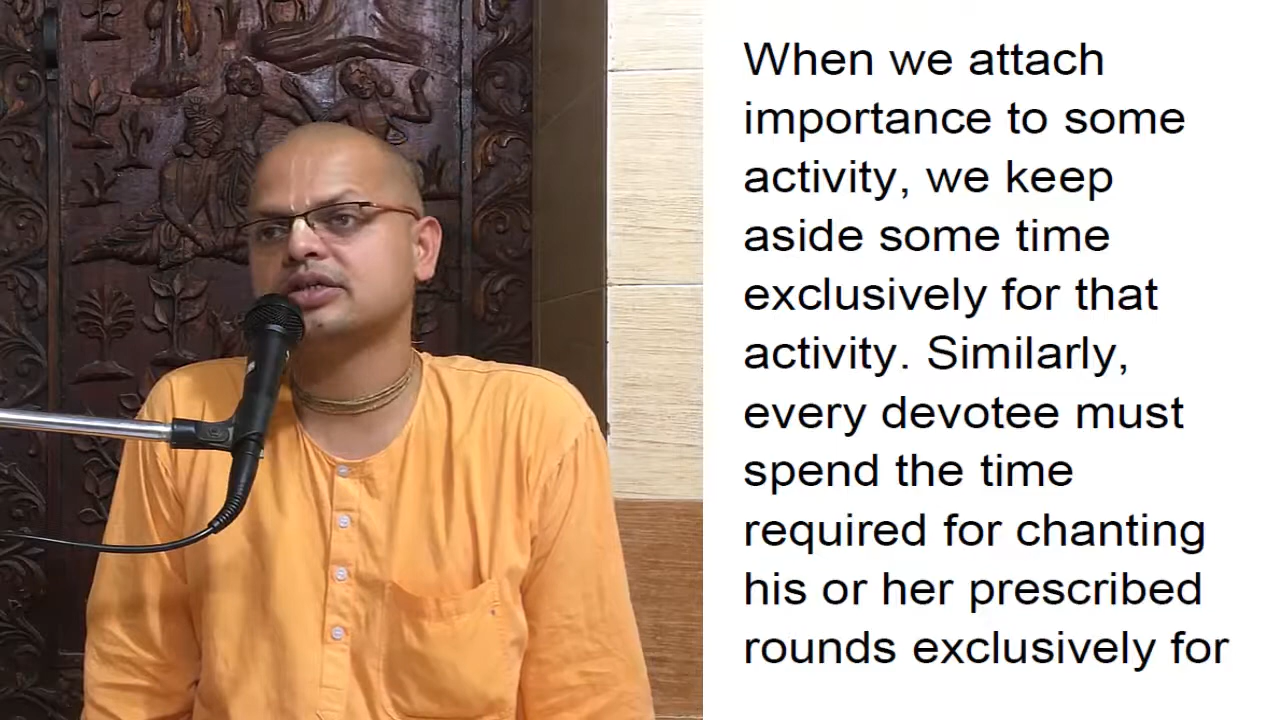 When we attach
importance to some
activity, we keep
aside some time
exclusively for that
activity. Similarly,
every devotee must
spend the time
required for chanting
his or her prescribed
rounds exclusively for